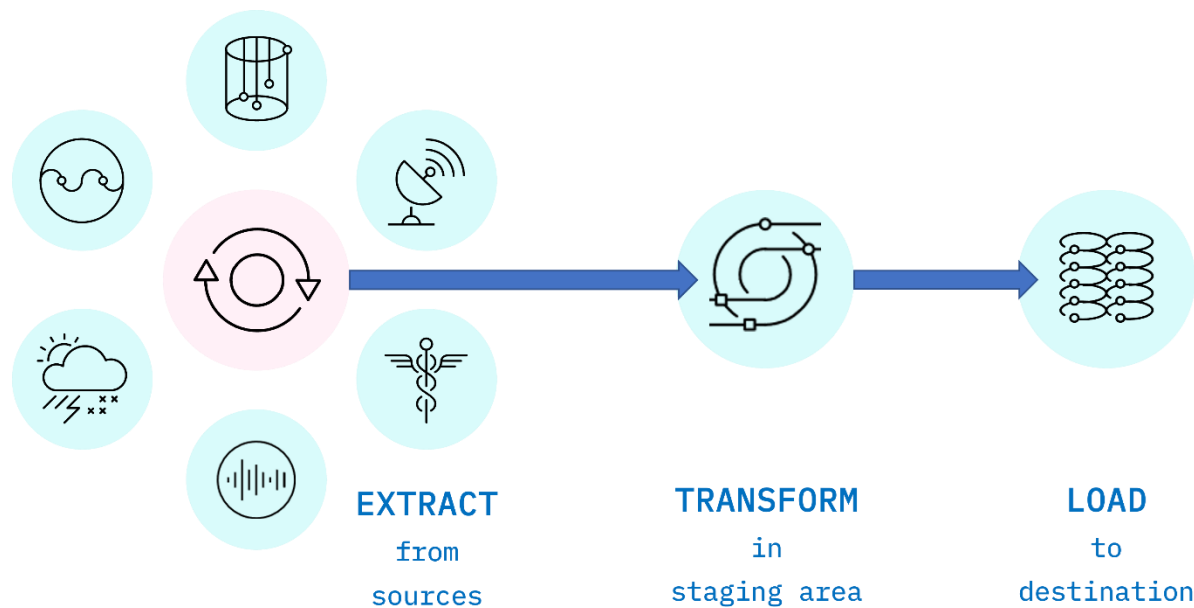 EXTRACT
from
sources
TRANSFORM
in
staging area
LOAD
to
destination